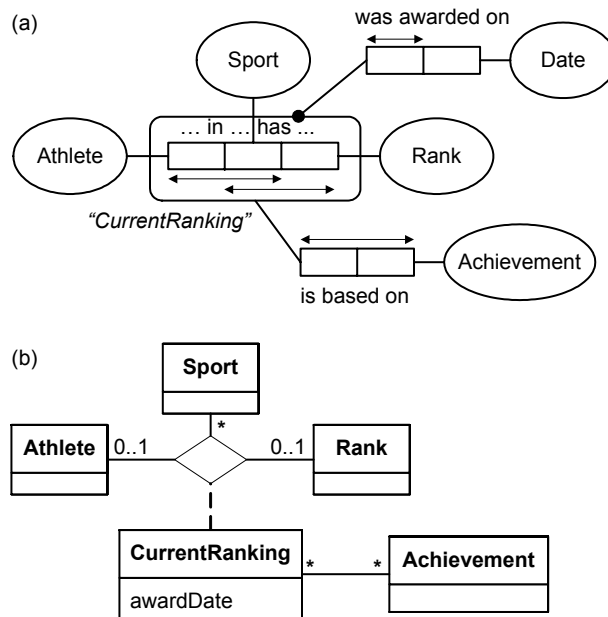 (a)
was awarded on
Sport
Date
… in … has ...
Athlete
Rank
“CurrentRanking”
Achievement
is based on
(b)
Sport
*
Athlete
0..1
0..1
Rank
CurrentRanking
*
*
Achievement
awardDate